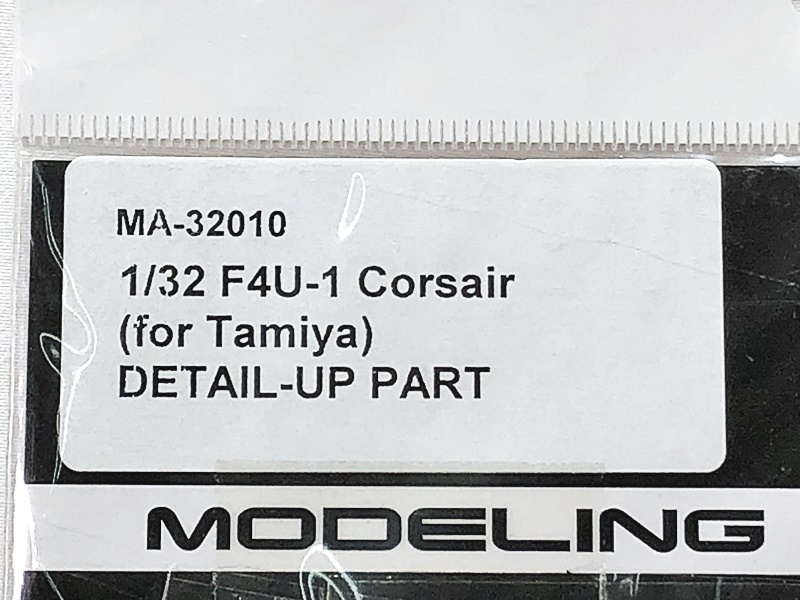 MA-32010
1/32 F4U-1 Corsair
(for Tamiya)
DETAIL-UP PART
MODELING